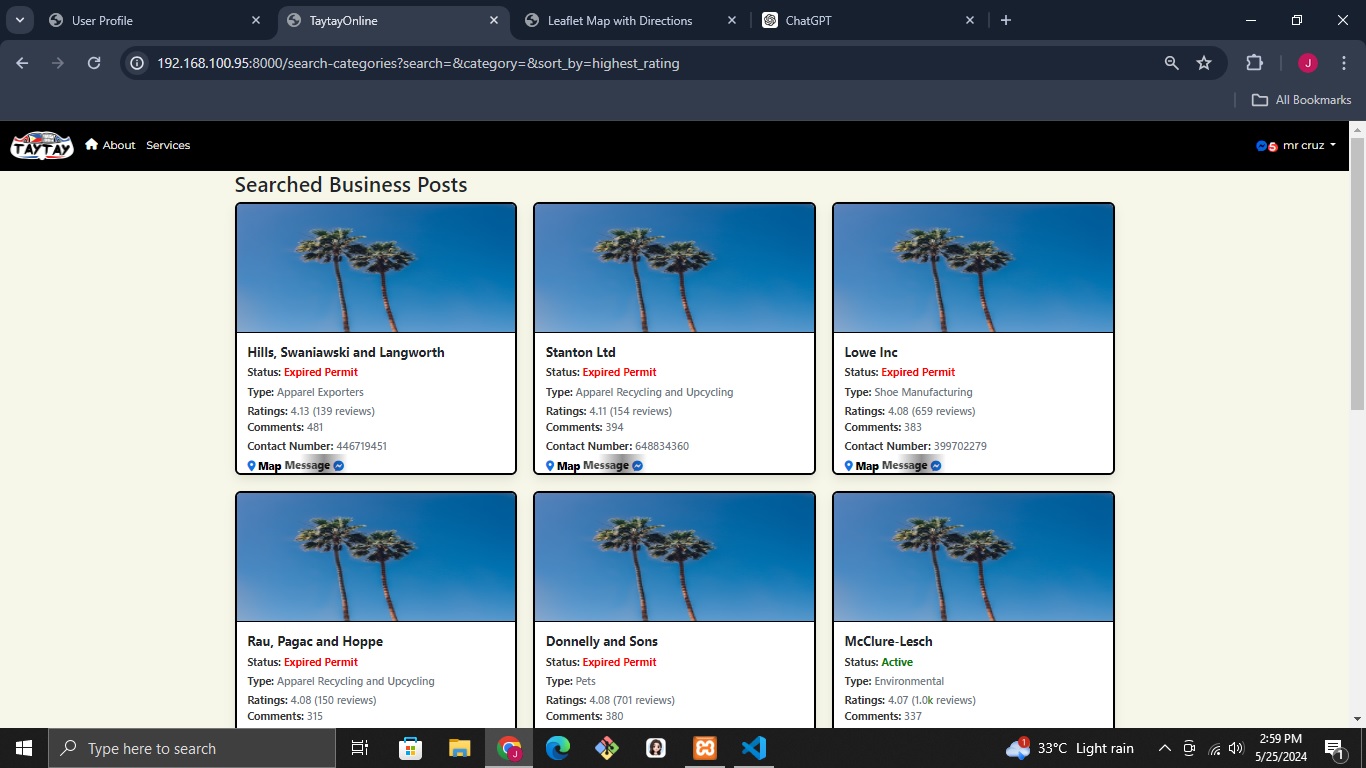 User Profile
TaytayOnline
Leaflet Map with Directions
ChatGPT
192.168.100.95:8000/search-categories?search=&category=&sort_by=highest_rating
J
All Bookmarks
TAYTAY
About Services
5 mr cruz
Searched Business Posts
Hills, Swaniawski and Langworth
Status: Expired Permit
Type: Apparel Exporters
Ratings: 4.13 (139 reviews)
Comments: 481
Contact Number: 446719451
Map Message
Stanton Ltd
Status: Expired Permit
Type: Apparel Recycling and Upcycling
Ratings: 4.11 (154 reviews)
Comments: 394
Contact Number: 648834360
Map Message
Lowe Inc
Status: Expired Permit
Type: Shoe Manufacturing
Ratings: 4.08 (659 reviews)
Comments: 383
Contact Number: 399702279
Map Message
Rau, Pagac and Hoppe
Status: Expired Permit
Type: Apparel Recycling and Upcycling
Ratings: 4.08 (150 reviews)
Comments: 315
Donnelly and Sons
Status: Expired Permit
Type: Pets
Ratings: 4.08 (701 reviews)
Comments: 380
McClure-Lesch
Status: Active
Type: Environmental
Ratings: 4.07 (1.0k reviews)
Comments: 337
Type here to search
J
1
33°C Light rain
2:59 PM
5/25/2024
1